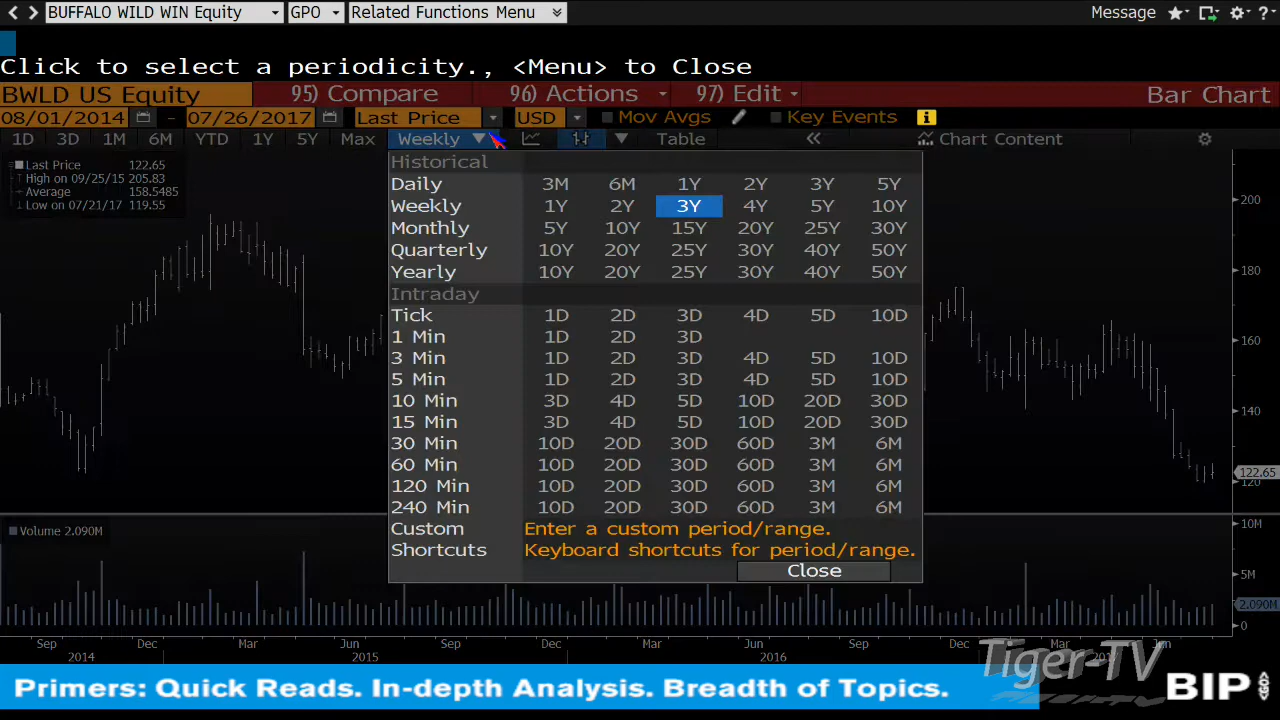 BUFFALO WILD WIN Equity GPO Related Functions Menu Message ?
Click to select a periodicity., <Menu> to Close
BWLD US Equity 95) Compare 96) Actions 97) Edit Bar Chart
08/01/2014 - 07/26/2017 Last Price USD Mov Avgs Key Events i
1D 3D 1M 6M YTD 1Y 5Y Max Weekly Table « Chart Content
Last Price 122.65
High on 09/25/15 205.83
Average 158.5485
Low on 07/21/17 119.55
Historical
Daily 3M 6M 1Y 2Y 3Y 5Y
Weekly 1Y 2Y 3Y 4Y 5Y 10Y
Monthly 5Y 10Y 15Y 20Y 25Y 30Y
Quarterly 10Y 20Y 25Y 30Y 40Y 50Y
Yearly 10Y 20Y 25Y 30Y 40Y 50Y
Intraday
Tick 1D 2D 3D 4D 5D 10D
1 Min 1D 2D 3D
3 Min 1D 2D 3D 4D 5D 10D
5 Min 1D 2D 3D 4D 5D 10D
10 Min 3D 4D 5D 10D 20D 30D
15 Min 3D 4D 5D 10D 20D 30D
30 Min 10D 20D 30D 60D 3M 6M
60 Min 10D 20D 30D 60D 3M 6M
120 Min 10D 20D 30D 60D 3M 6M
240 Min 10D 20D 30D 60D 3M 6M
Custom Enter a custom period/range.
Shortcuts Keyboard shortcuts for period/range.
Close
200
180
160
140
122.65
120
Volume 2.090M
10M
5M
2.090M
0
Sep Dec Mar Jun Dec Mar Jun Sep Dec Mar Jun
2014 2015 2016
Tiger-TV
Primers: Quick Reads. In-depth Analysis. Breadth of Topics.
BIP GO